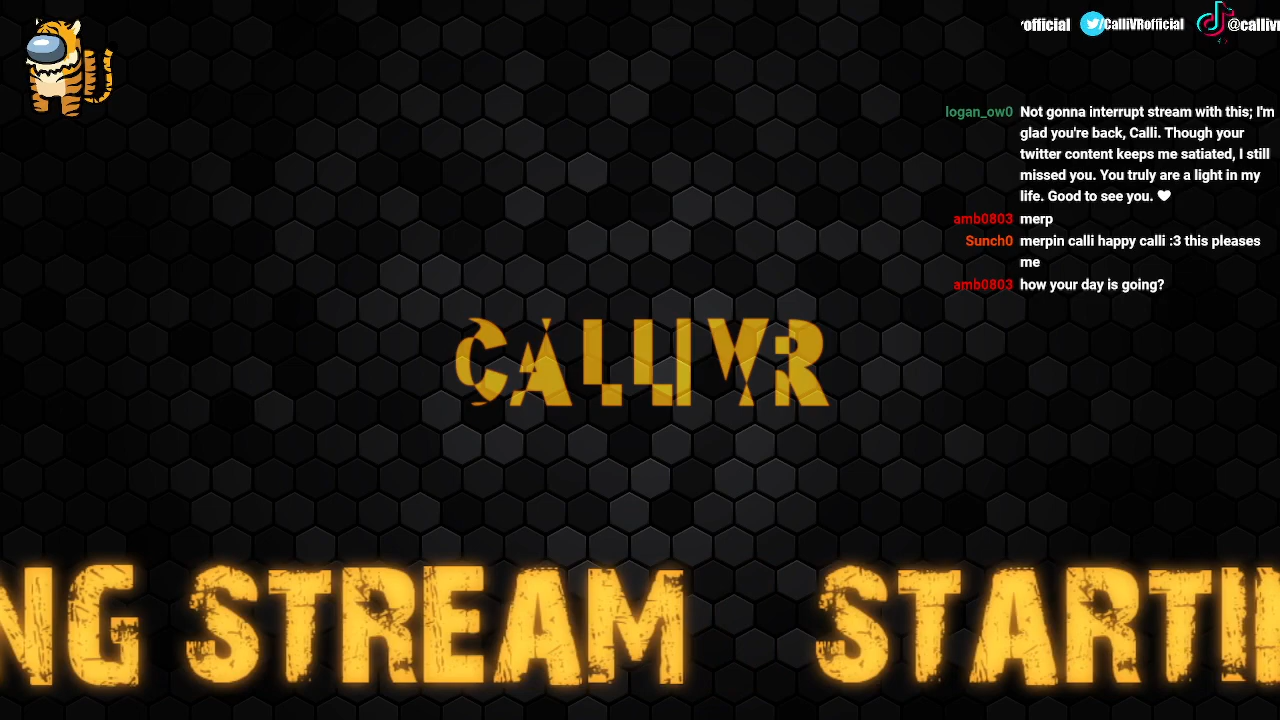 'official /CalliVRofficial @calliv
logan_ow0 Not gonna interrupt stream with this; I'm
glad you're back, Calli. Though your
twitter content keeps me satiated, I still
missed you. You truly are a light in my
life. Good to see you. ♥
amb0803 merp
Sunch0 merpin calli happy calli :3 this pleases
me
amb0803 how your day is going?
CALLIVR
NG STREAM STARTI